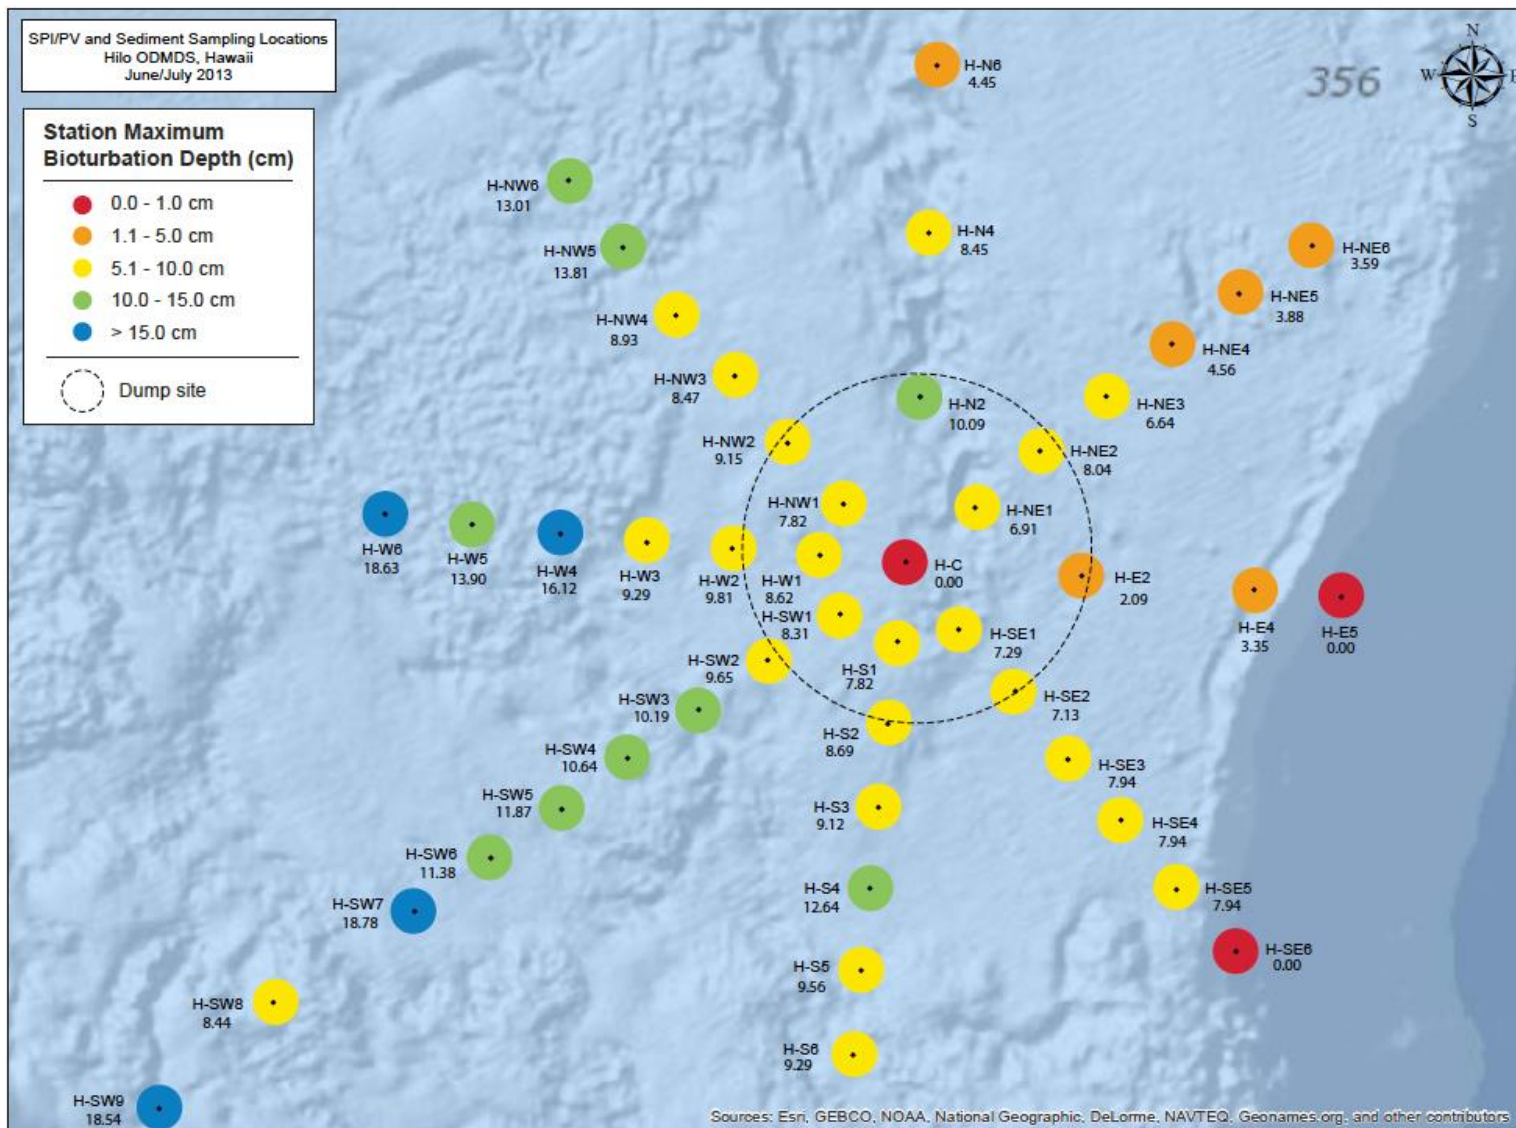 SPI/PV and Sediment Sampling Locations
Hilo ODMDS, Hawaii
June/July 2013
Station Maximum
Bioturbation Depth (cm)
0.0 - 1.0 cm
1.1 - 5.0 cm
5.1 - 10.0 cm
10.0 - 15.0 cm
> 15.0 cm
Dump site
356
N
W
E
S
H-N6
4.45
H-NW6
13.01
H-N4
8.45
H-NW5
13.81
H-NE6
3.59
H-NE5
3.88
H-NW4
8.93
H-NE4
4.56
H-NW3
8.47
H-N2
10.09
H-NE3
6.64
H-NW2
9.15
H-NE2
8.04
H-NW1
7.82
H-NE1
6.91
H-W6
18.63
H-W5
13.90
H-W4
16.12
H-W3
9.29
H-W2
9.81
H-W1
8.62
H-C
0.00
H-E2
2.09
H-E4
3.35
H-E5
0.00
H-SW1
8.31
H-SE1
7.29
H-SW2
9.65
H-S1
7.82
H-SW3
10.19
H-SE2
7.13
H-S2
8.69
H-SW4
10.64
H-SE3
7.94
H-SW5
11.87
H-S3
9.12
H-SE4
7.94
H-SW6
11.38
H-S4
12.64
H-SE5
7.94
H-SW7
18.78
H-SE6
0.00
H-S5
9.56
H-SW8
8.44
H-S6
9.29
H-SW9
18.54
Sources: Esri, GEBCO, NOAA, National Geographic, DeLorme, NAVTEQ, Geonames.org, and other contributors